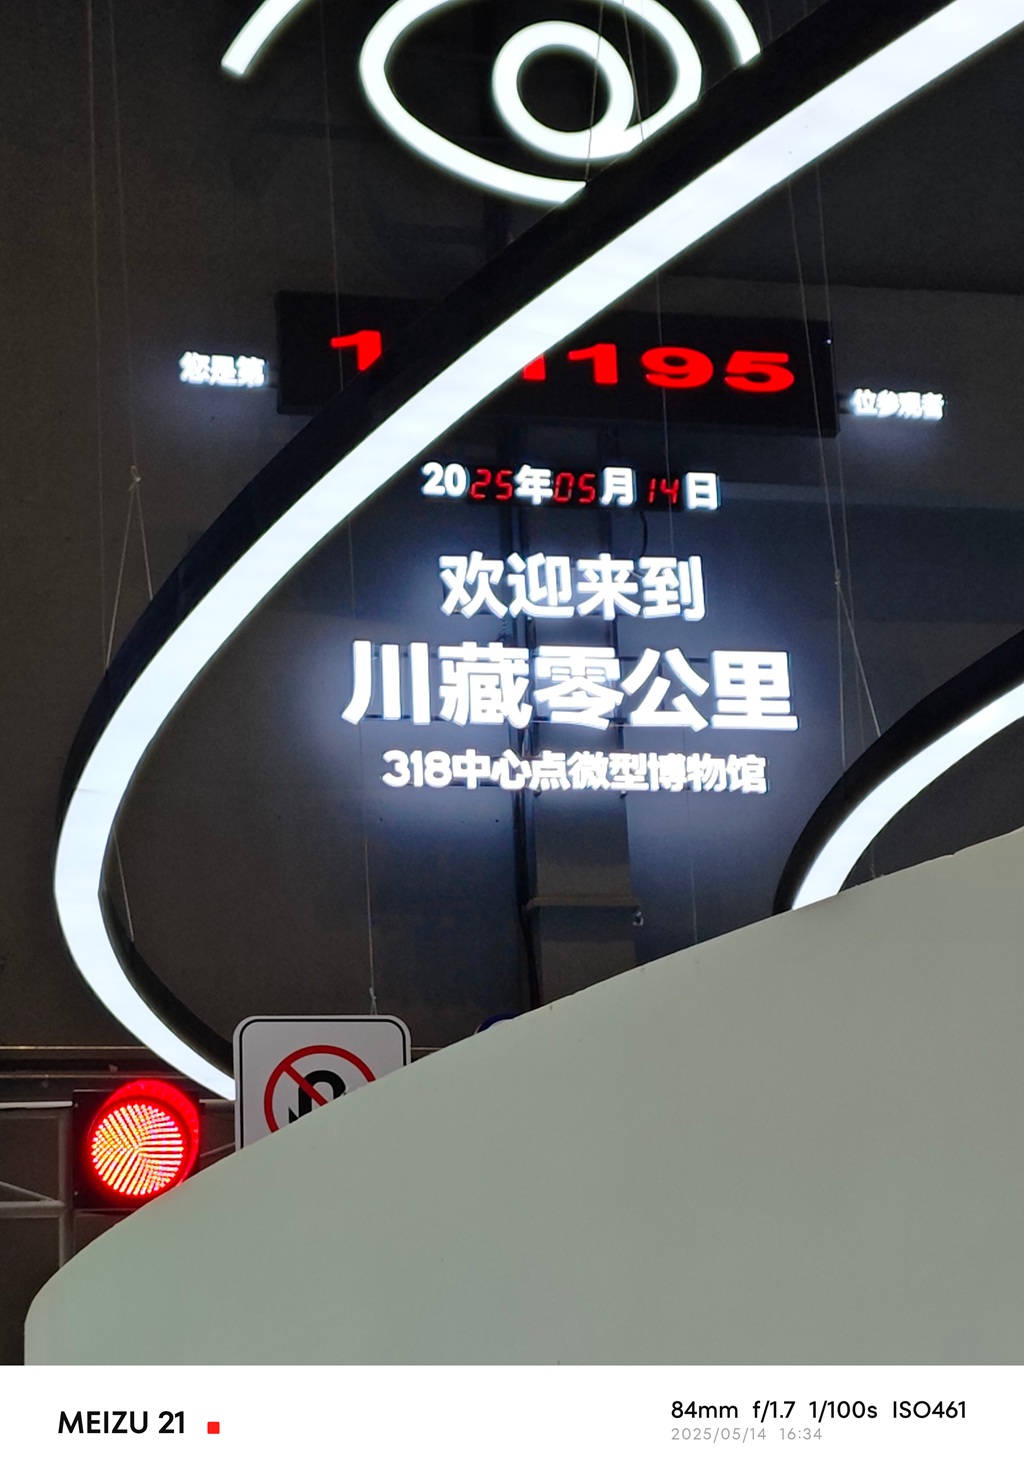 您是第
1 1195
位参观者
2025年05月14日
欢迎来到
川藏零公里
318中心点微型博物馆
MEIZU 21
84mm f/1.7 1/100s ISO461
2025/05/14 16:34